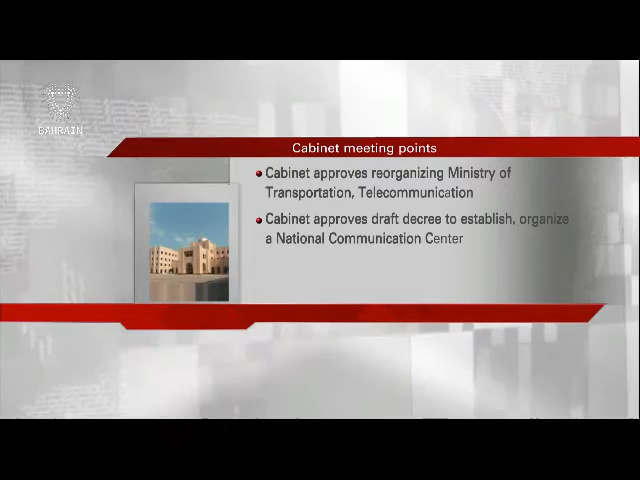 BAHRAIN
Cabinet meeting points
Cabinet approves reorganizing Ministry of
Transportation, Telecommunication
Cabinet approves draft decree to establish, organize
a National Communication Center